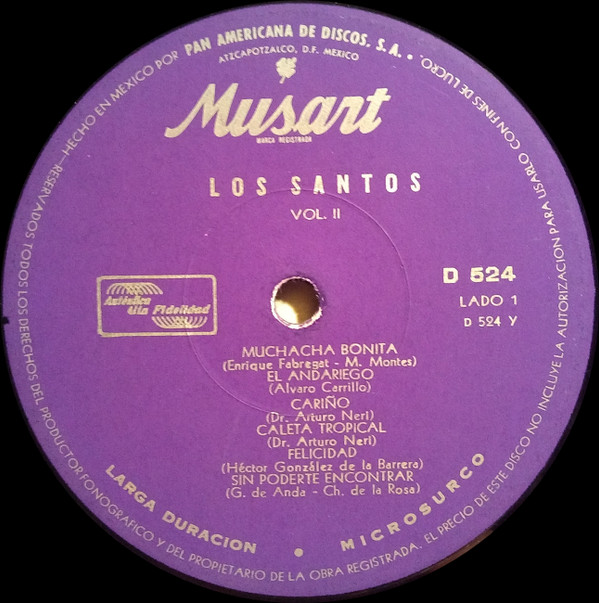 HECHO EN MEXICO POR PAN AMERICANA DE DISCOS, S.A. •
ATZCAPOTZALCO, D.F. MEXICO
Musart
MARCA REGISTRADA
LOS SANTOS
VOL. II
Auténtica
Alta Fidelidad
D 524
LADO 1
D 524 Y
MUCHACHA BONITA
(Enrique Fabregat - M. Montes)
EL ANDARIEGO
(Alvaro Carrillo)
CARIÑO
(Dr. Arturo Neri)
CALETA TROPICAL
(Dr. Arturo Neri)
FELICIDAD
(Héctor González de la Barrera)
SIN PODERTE ENCONTRAR
(G. de Anda - Ch. de la Rosa)
LARGA DURACION • MICROSURCO
RESERVADOS TODOS LOS DERECHOS DEL PRODUCTOR FONOGRAFICO Y DEL PROPIETARIO DE LA OBRA REGISTRADA. EL PRECIO DE ESTE DISCO NO INCLUYE LA AUTORIZACION PARA USARLO CON FINES DE LUCRO.